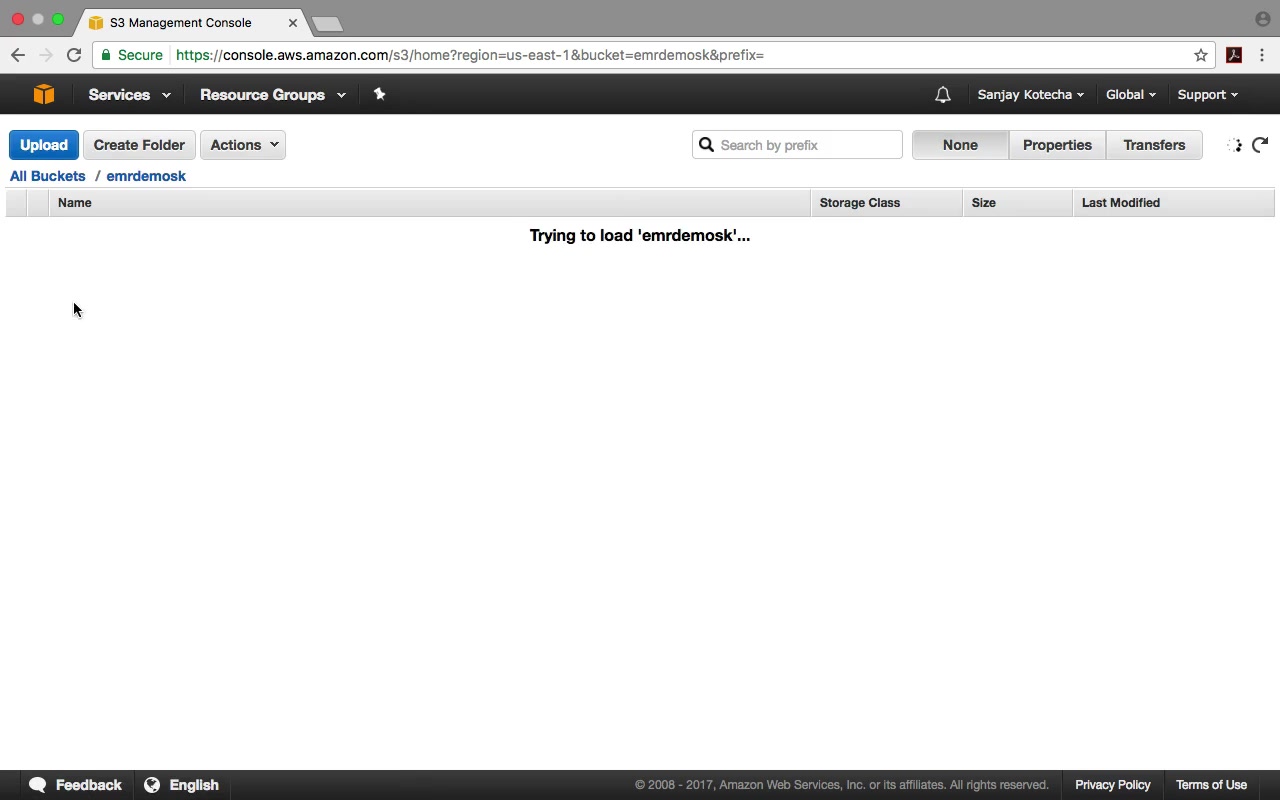 S3 Management Console
Secure https://console.aws.amazon.com/s3/home?region=us-east-1&bucket=emrdemosk&prefix=
Services Resource Groups Sanjay Kotecha Global Support
Upload Create Folder Actions Search by prefix None Properties Transfers
All Buckets / emrdemosk
Name Storage Class Size Last Modified
Trying to load 'emrdemosk'...
Feedback English © 2008 - 2017, Amazon Web Services, Inc. or its affiliates. All rights reserved. Privacy Policy Terms of Use